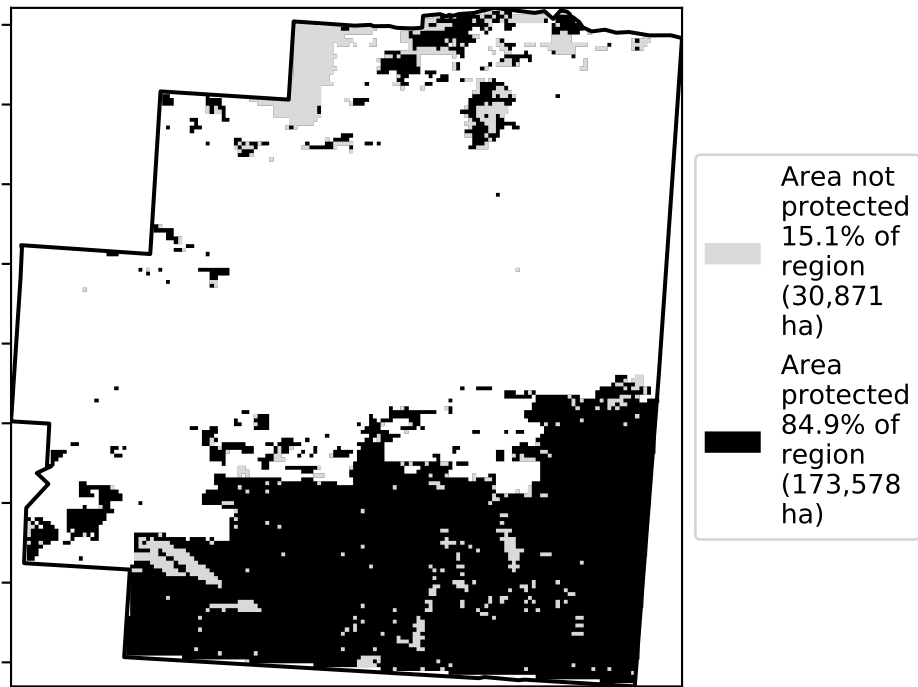 Area not
protected
15.1% of
region
(30,871
ha)
Area
protected
84.9% of
region
(173,578
ha)